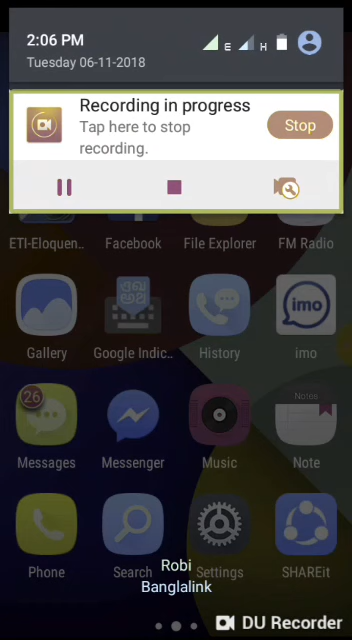 2:06 PM
E H
Tuesday 06-11-2018
Recording in progress
Stop
Tap here to stop
recording.
ETI-Eloquen.. Facebook File Explorer FM Radio
imo
Gallery Google Indic.. History imo
26 Notes
Messages Messenger Music Note
Phone Search Settings SHAREit
Robi
Banglalink
DU Recorder